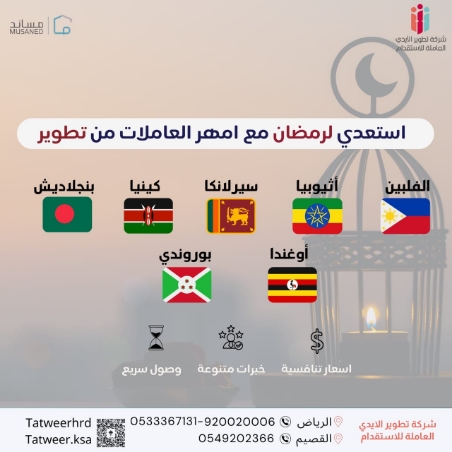 مساند
MUSANED
شركة تطوير الأيدي
العاملة للاستقدام
استعدي لرمضان مع امهر العاملات من تطوير
الفلبين
أثيوبيا
سيرلانكا
كينيا
بنجلاديش
أوغندا
بوروندي
اسعار تنافسية
خبرات متنوعة
وصول سريع
شركة تطوير الايدي
العاملة للاستقدام
الرياض 0533367131-920020006
القصيم 0549202366
Tatweerhrd
Tatweer.ksa